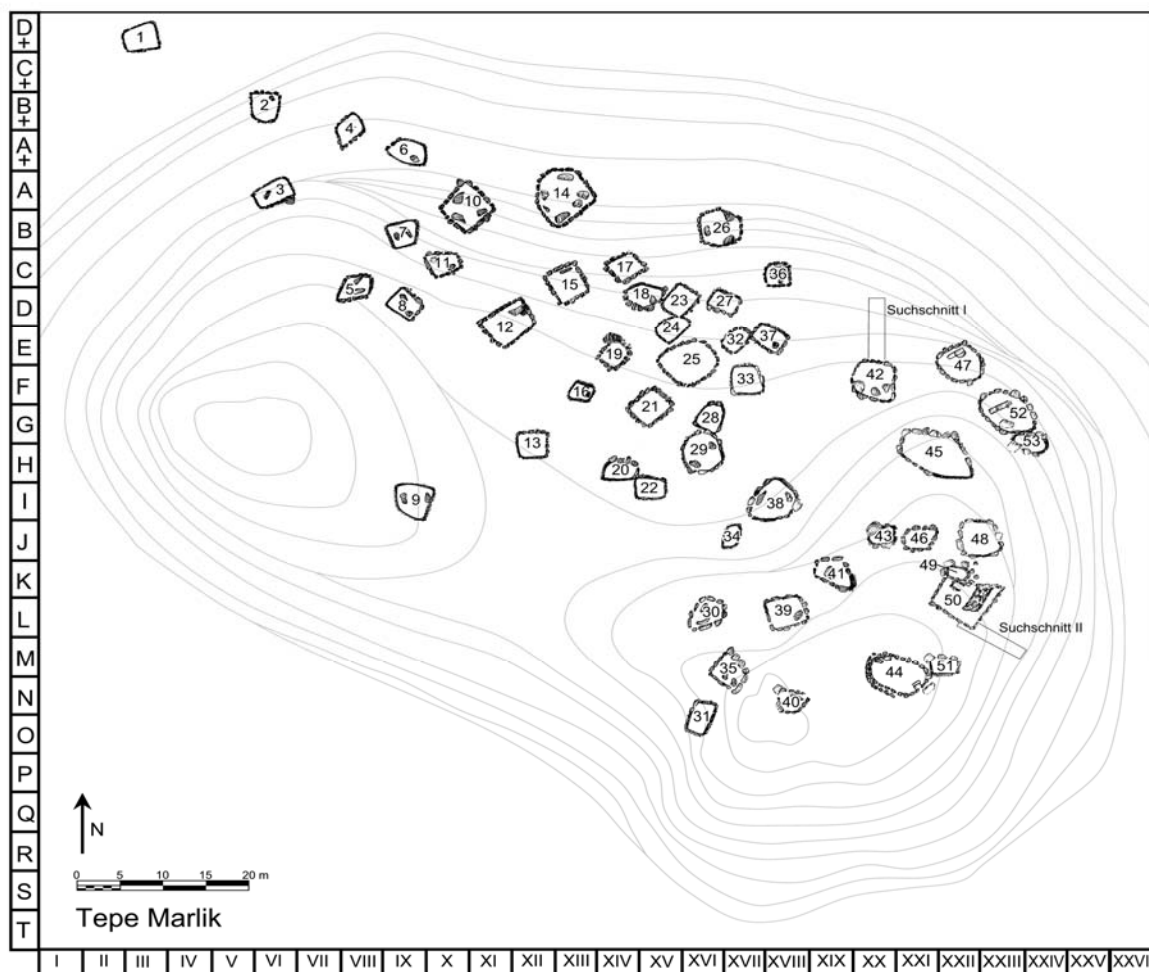 D+
C+
B+
A+
A
B
C
D
E
F
G
H
I
J
K
L
M
N
O
P
Q
R
S
T
1
2
4
6
3
10
14
7
26
11
17
36
5
8
15
18
23
27
Suchschnitt I
12
24
32
37
19
25
47
33
42
16
21
28
52
13
29
53
45
20
22
9
38
34
43
46
48
41
49
50
30
39
Suchschnitt II
35
44
51
40
31
N
0 5 10 15 20 m
Tepe Marlik
I II III IV V VI VII VIII IX X XI XII XIII XIV XV XVI XVII XVIII XIX XX XXI XXII XXIII XXIV XXV XXVI